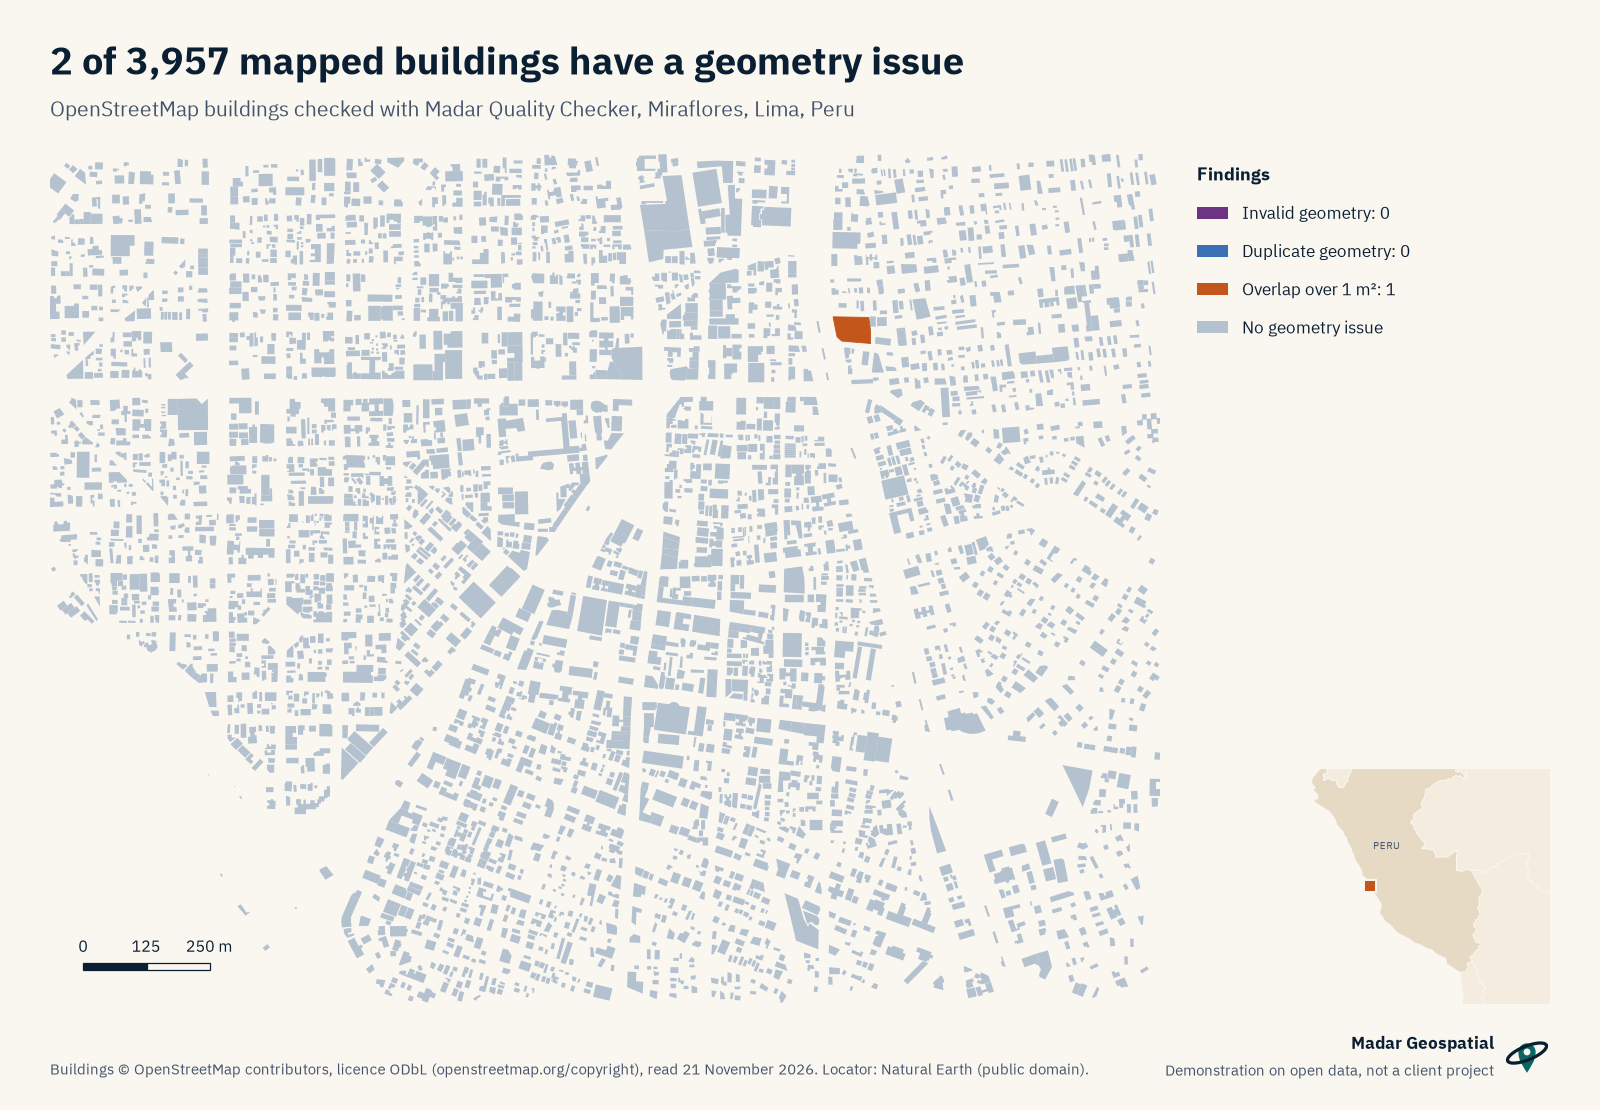 2 of 3,957 mapped buildings have a geometry issue
OpenStreetMap buildings checked with Madar Quality Checker, Miraflores, Lima, Peru
Findings
Invalid geometry: 0
Duplicate geometry: 0
Overlap over 1 m²: 1
No geometry issue
PERU
0 125 250 m
Madar Geospatial
Buildings © OpenStreetMap contributors, licence ODbL (openstreetmap.org/copyright), read 21 November 2026. Locator: Natural Earth (public domain).
Demonstration on open data, not a client project